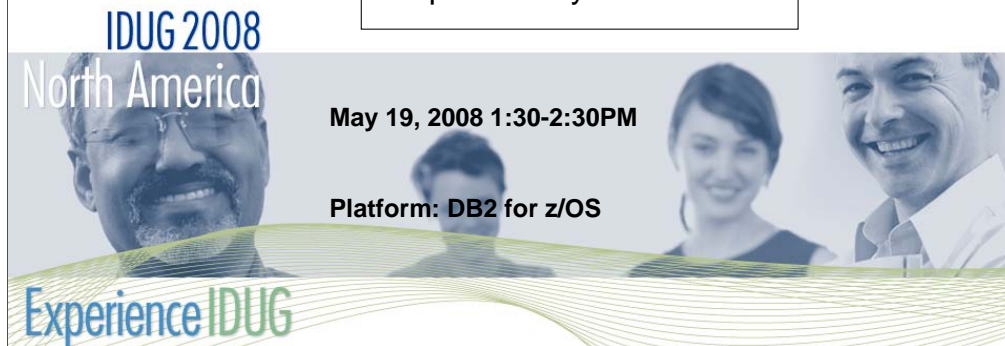 IDUG 2008
North America
May 19, 2008 1:30-2:30PM
Platform: DB2 for z/OS
Experience IDUG